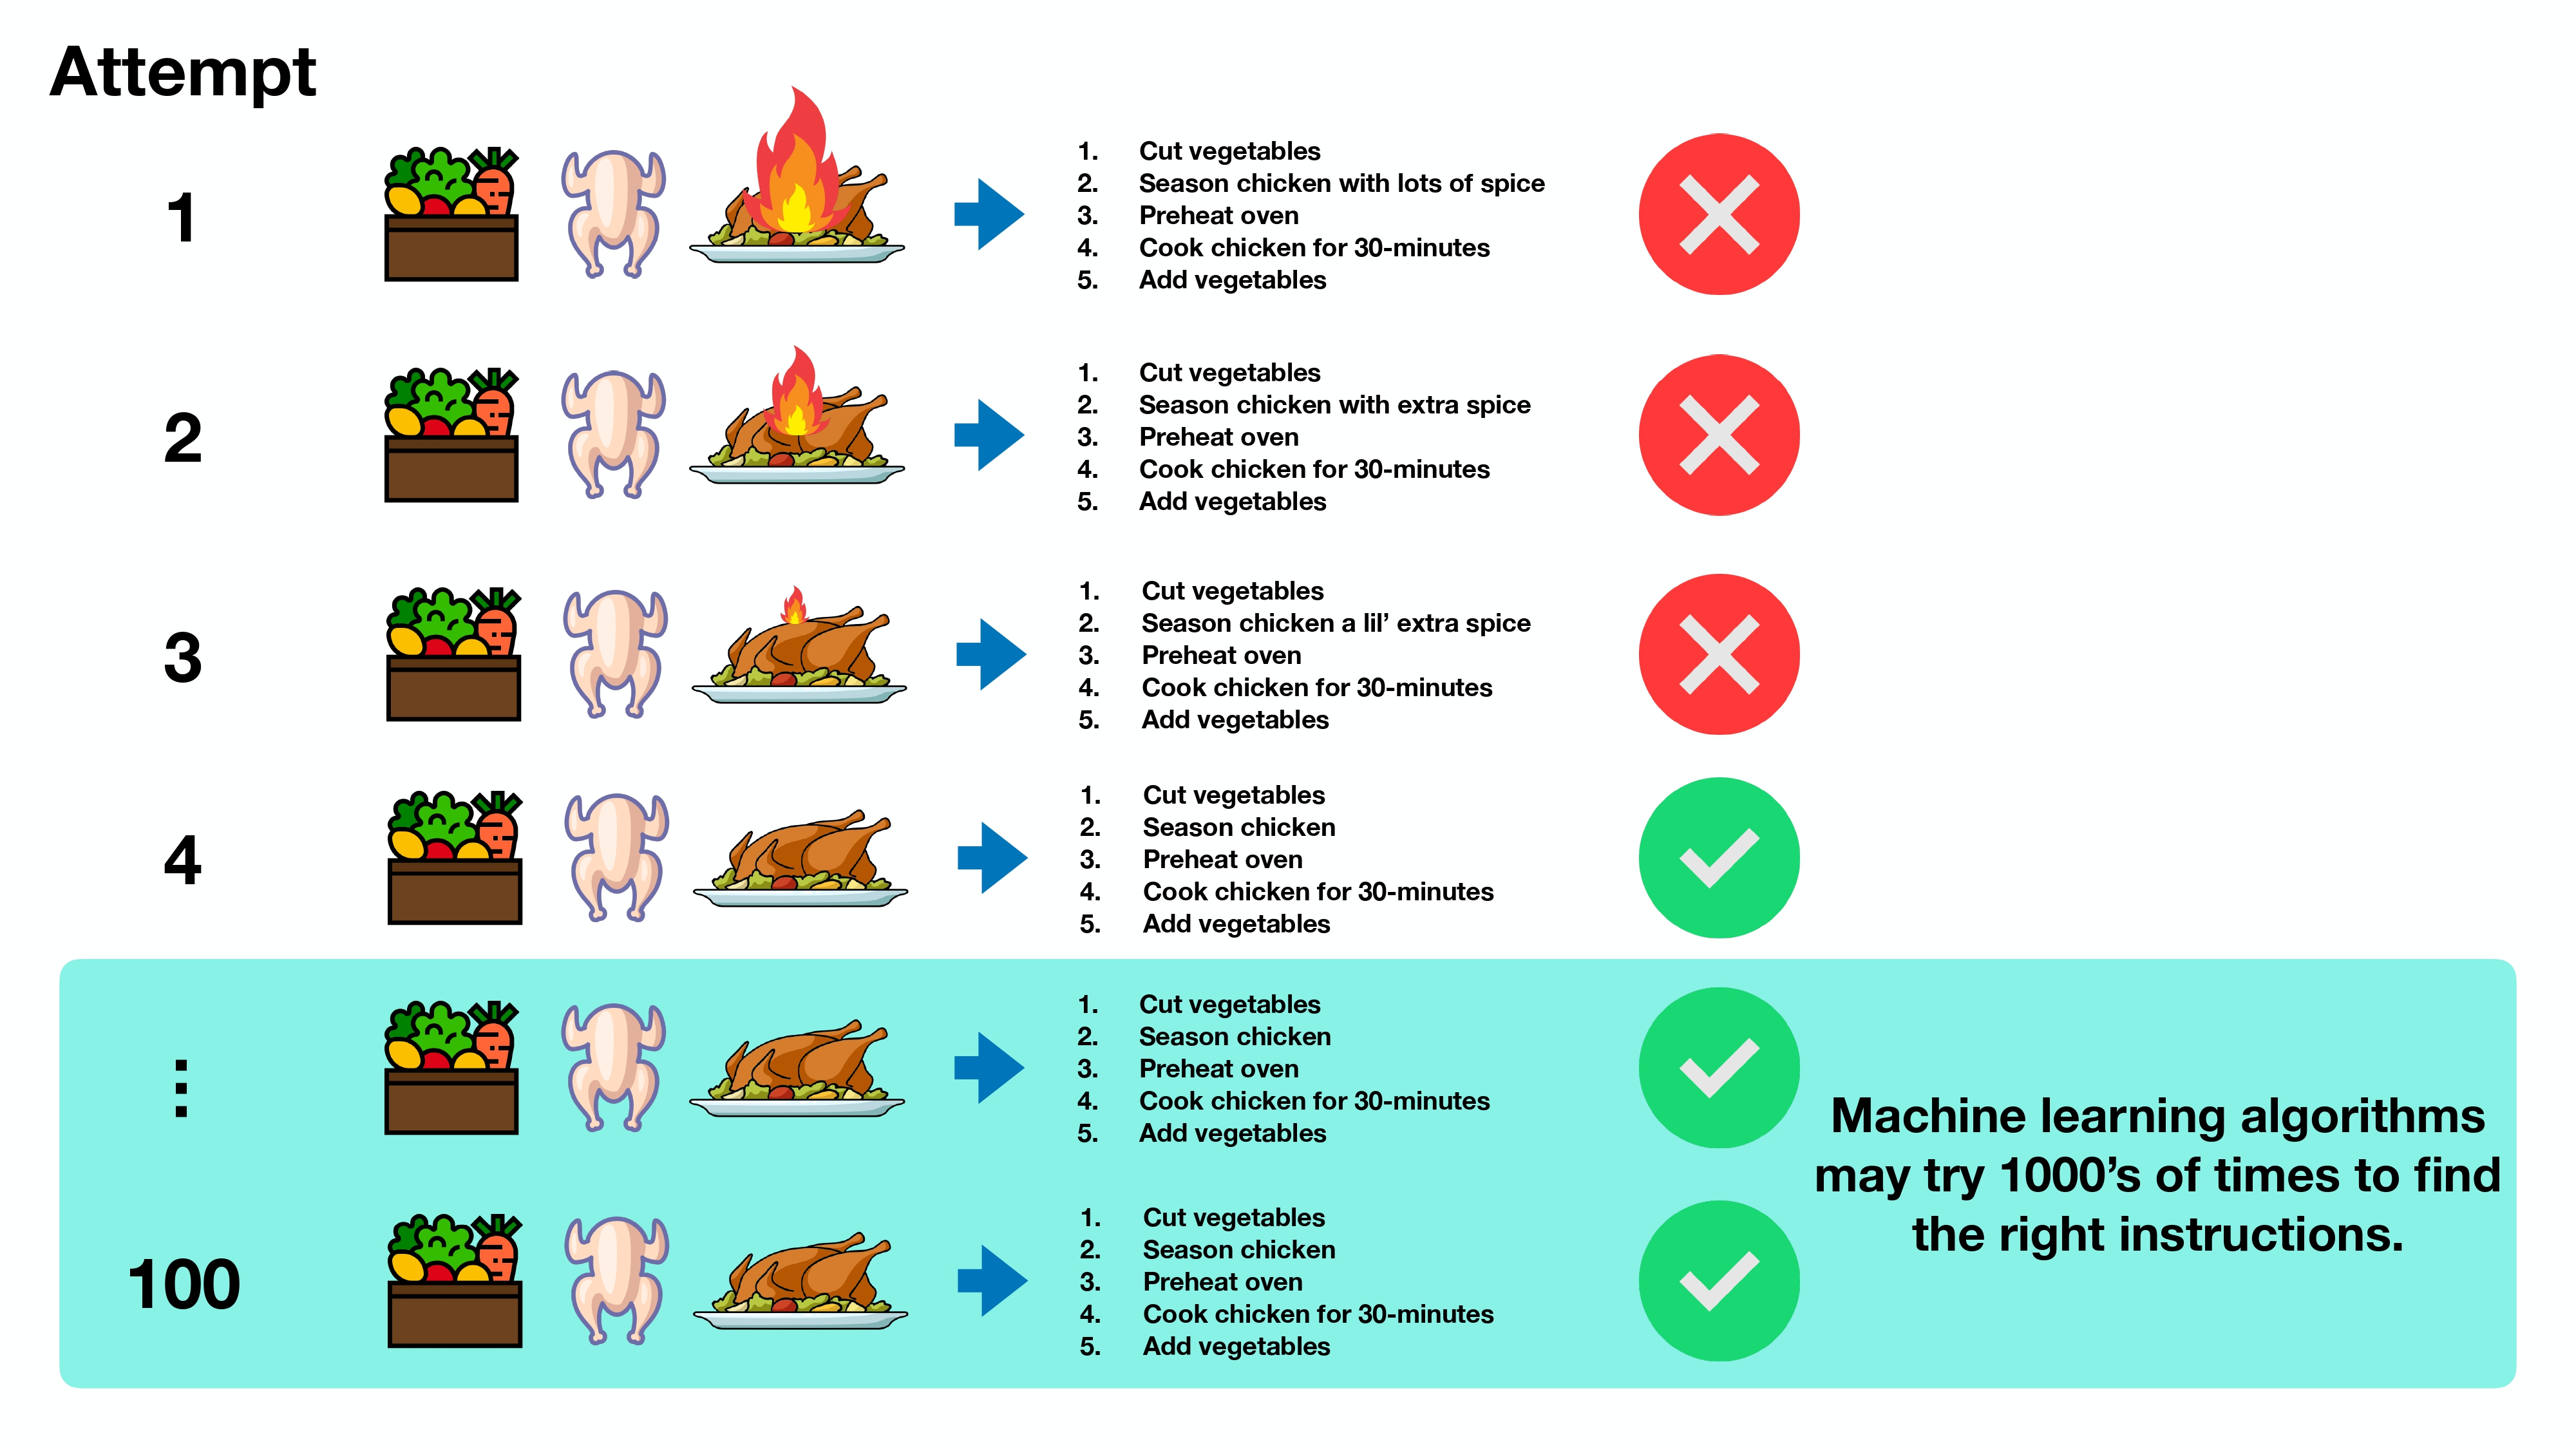 Attempt
1
1. Cut vegetables
2. Season chicken with lots of spice
3. Preheat oven
4. Cook chicken for 30-minutes
5. Add vegetables
2
1. Cut vegetables
2. Season chicken with extra spice
3. Preheat oven
4. Cook chicken for 30-minutes
5. Add vegetables
3
1. Cut vegetables
2. Season chicken a lil’ extra spice
3. Preheat oven
4. Cook chicken for 30-minutes
5. Add vegetables
4
1. Cut vegetables
2. Season chicken
3. Preheat oven
4. Cook chicken for 30-minutes
5. Add vegetables
⋮
1. Cut vegetables
2. Season chicken
3. Preheat oven
4. Cook chicken for 30-minutes
5. Add vegetables
100
1. Cut vegetables
2. Season chicken
3. Preheat oven
4. Cook chicken for 30-minutes
5. Add vegetables
Machine learning algorithms
may try 1000’s of times to find
the right instructions.